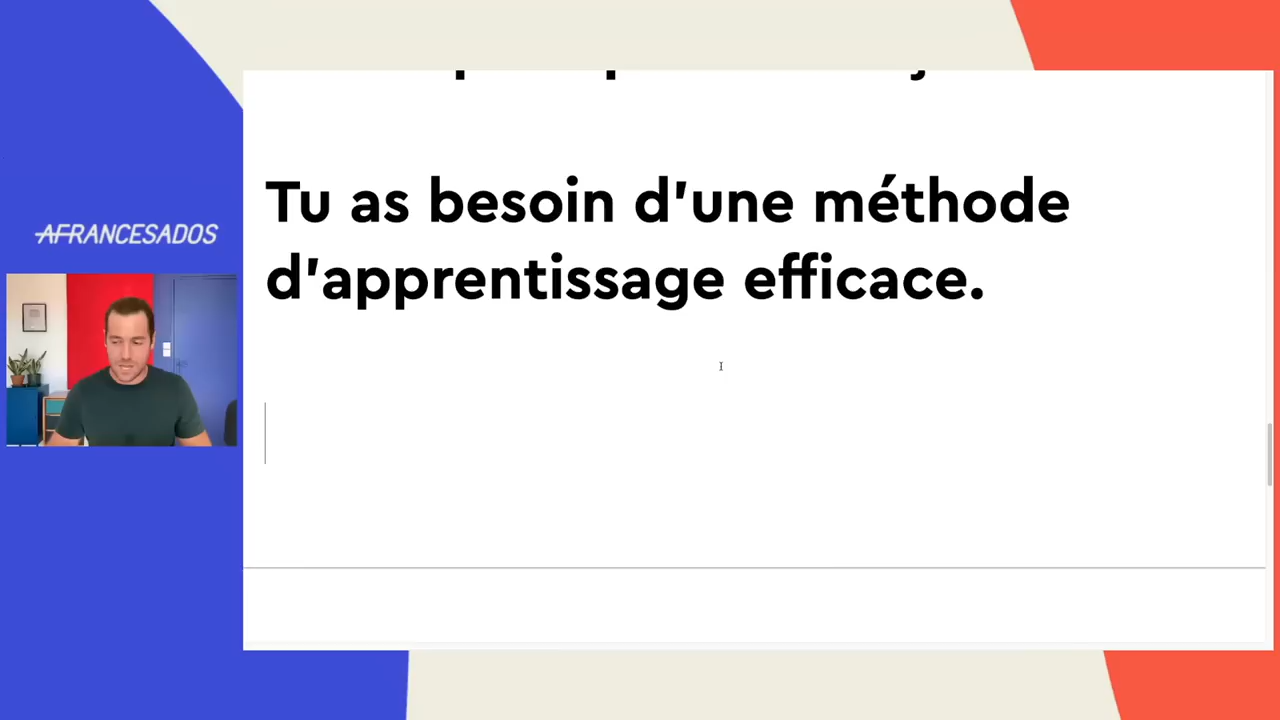 AFRANCESADOS
Tu as besoin d'une méthode
d'apprentissage efficace.